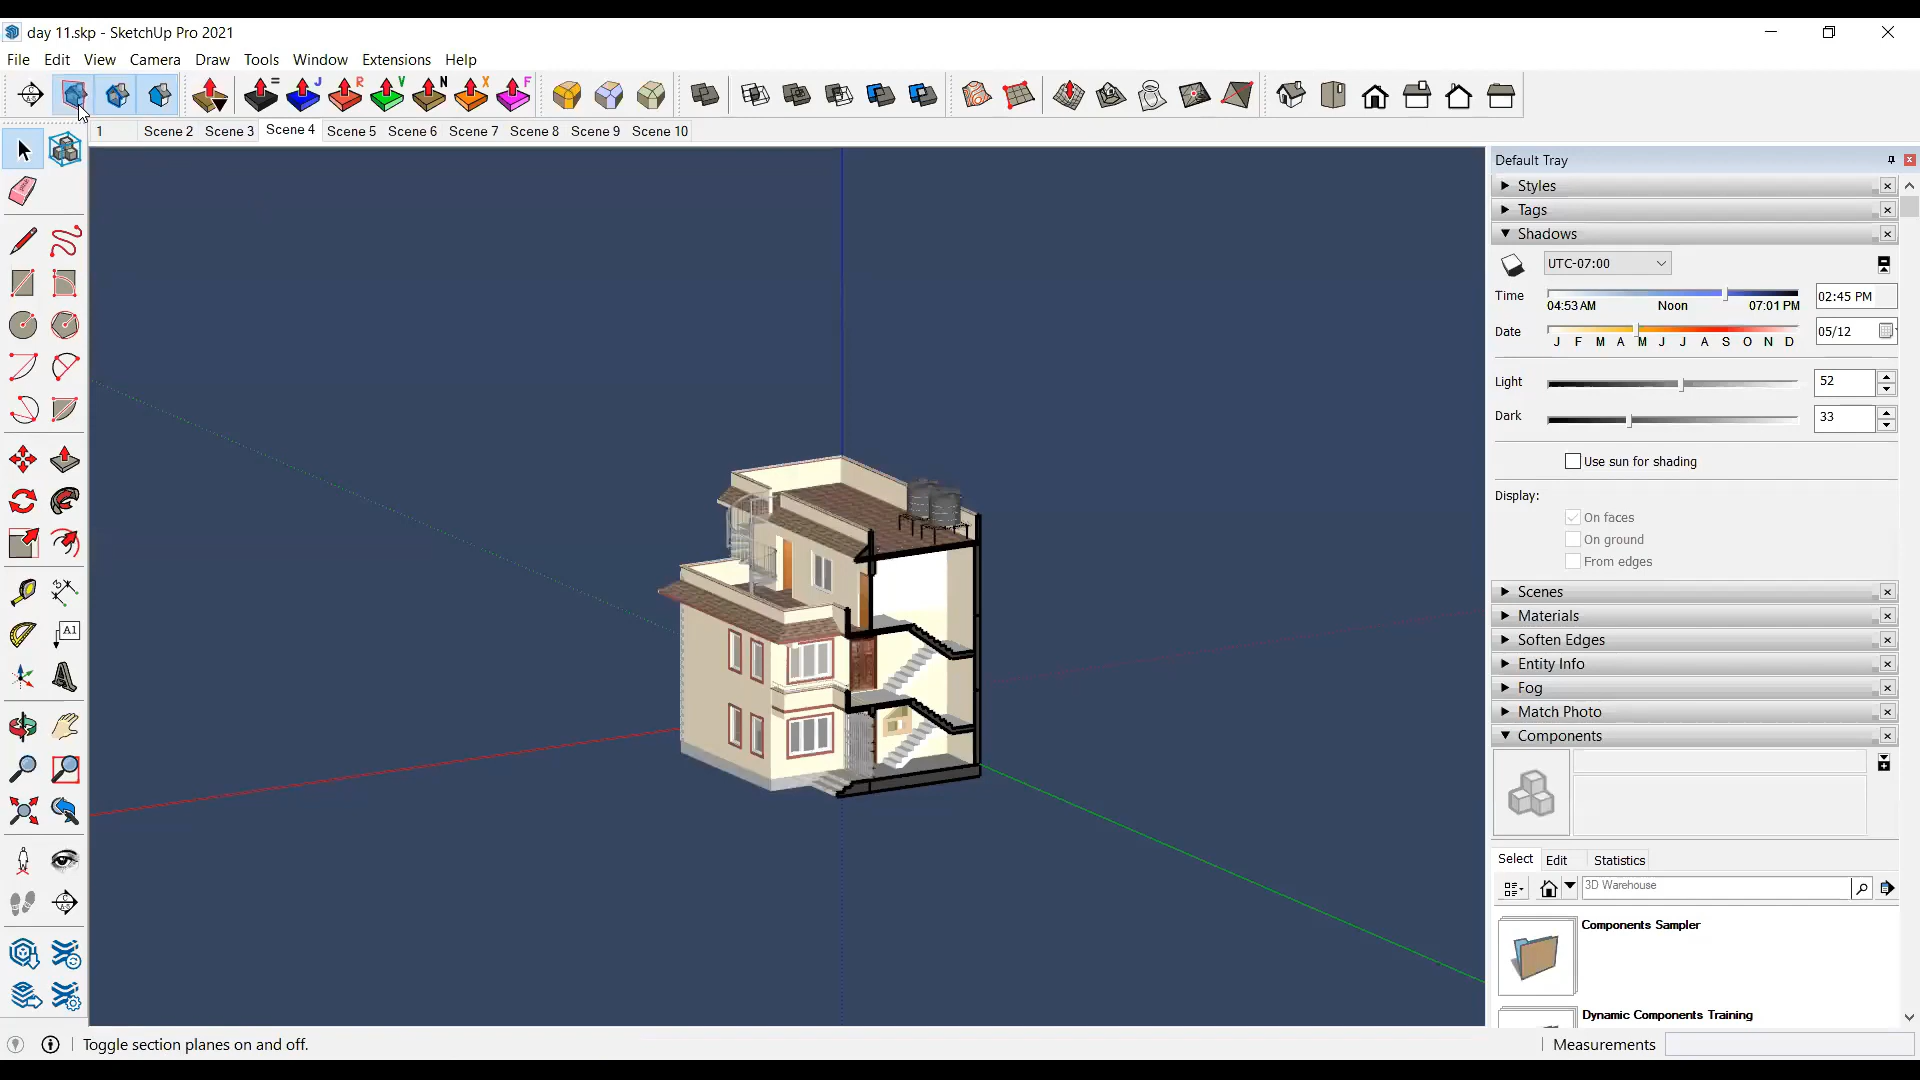 day 11.skp - SketchUp Pro 2021
File Edit View Camera Draw Tools Window Extensions Help
= J R V N X F
1 Scene 2 Scene 3 Scene 4 Scene 5 Scene 6 Scene 7 Scene 8 Scene 9 Scene 10
Default Tray
Styles
Tags
Shadows
UTC-07:00
Time 02:45 PM
04:53 AM Noon 07:01 PM
Date 05/12
J F M A M J J A S O N D
Light 52
Dark 33
Use sun for shading
Display:
On faces
On ground
From edges
Scenes
Materials
Soften Edges
Entity Info
Fog
Match Photo
Components
Select Edit Statistics
3D Warehouse
Components Sampler
Dynamic Components Training
A1
Toggle section planes on and off.
Measurements